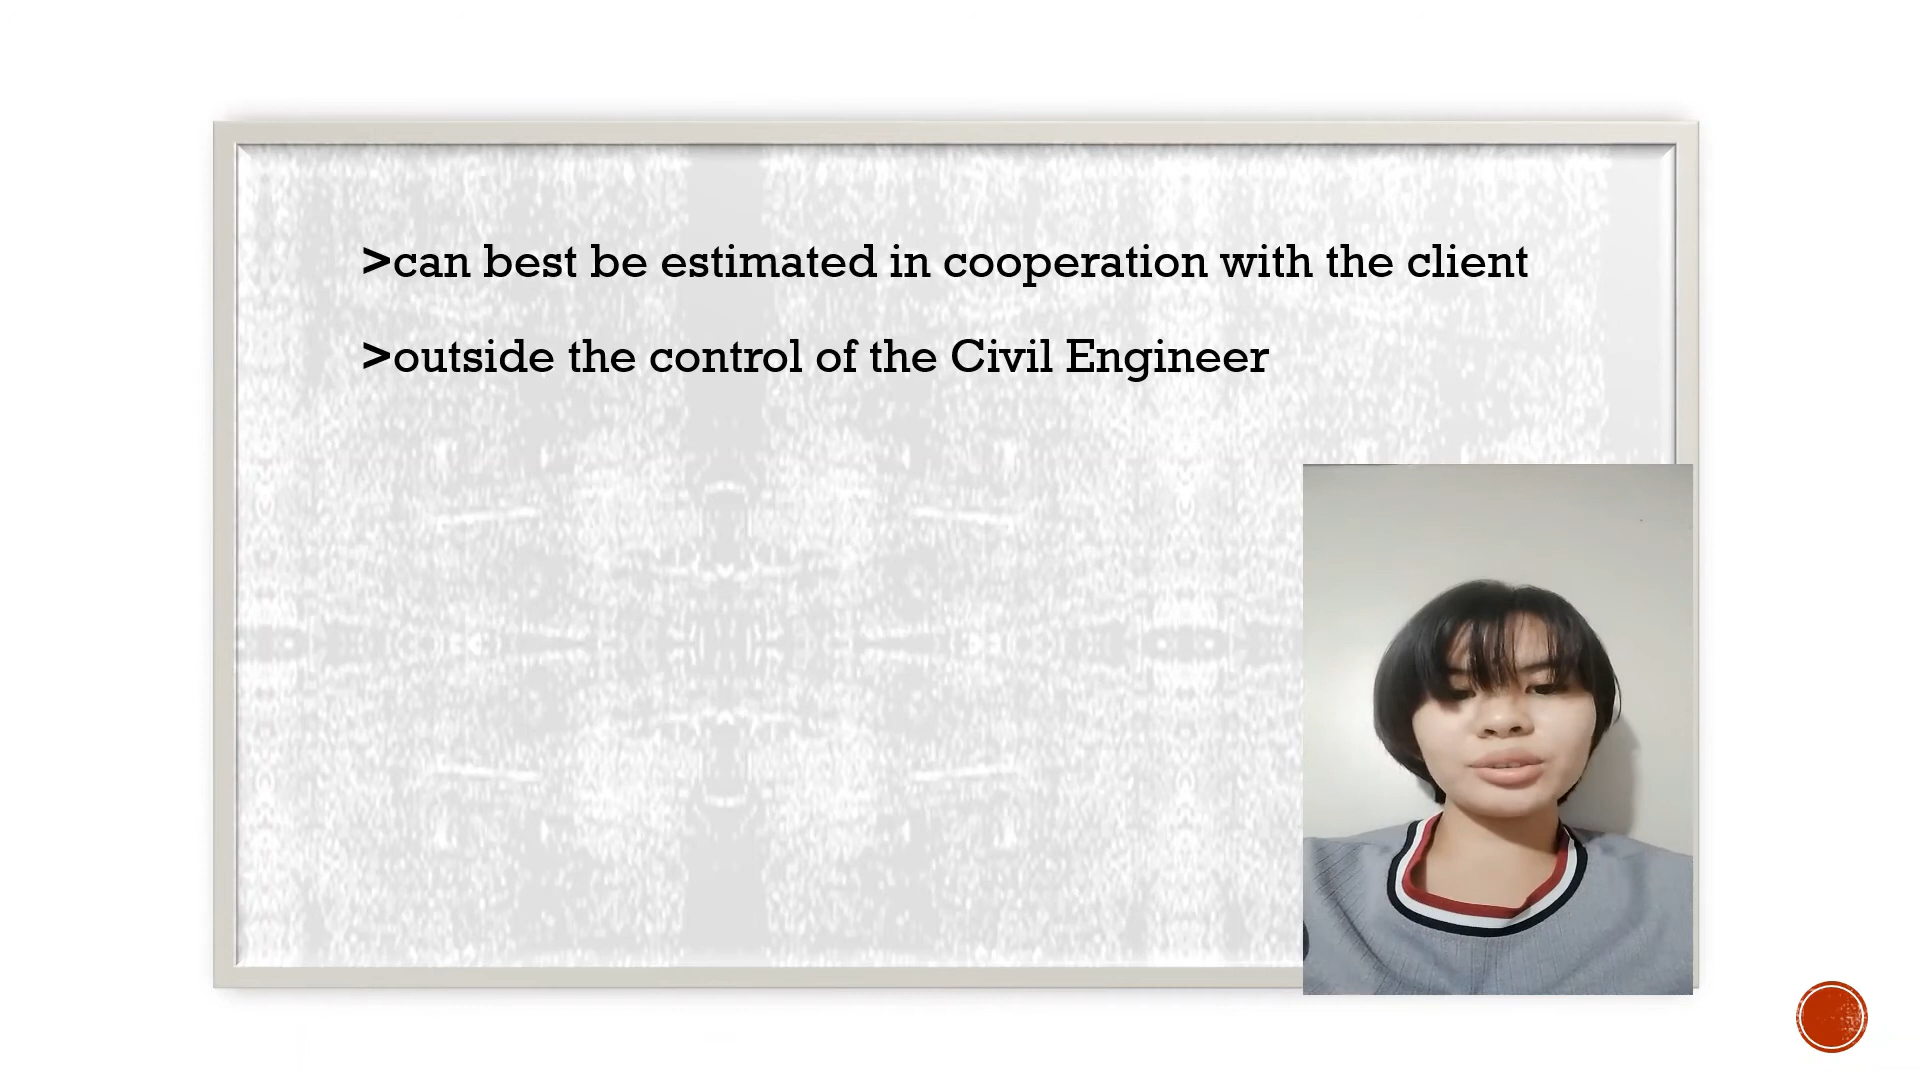 >can best be estimated in cooperation with the client
>outside the control of the Civil Engineer